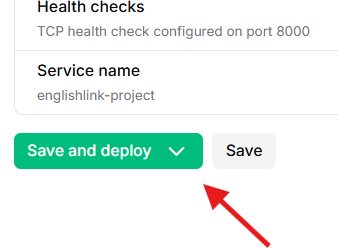 Health checks
TCP health check configured on port 8000
Service name
englishlink-project
Save and deploy
Save